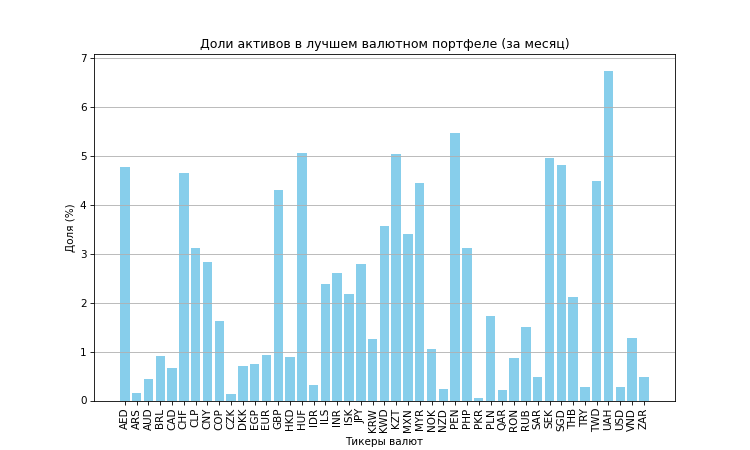 Доли активов в лучшем валютном портфеле (за месяц)
Доля (%)
7
6
5
4
3
2
1
0
AED ARS AUD BRL CAD CHF CLP CNY COP CZK DKK EGP EUR GBP HKD HUF IDR ILS INR ISK JPY KRW KWD KZT MXN MYR NOK NZD PEN PHP PKR PLN QAR RON RUB SAR SEK SGD THB TRY TWD UAH USD VND ZAR
Тикеры валют